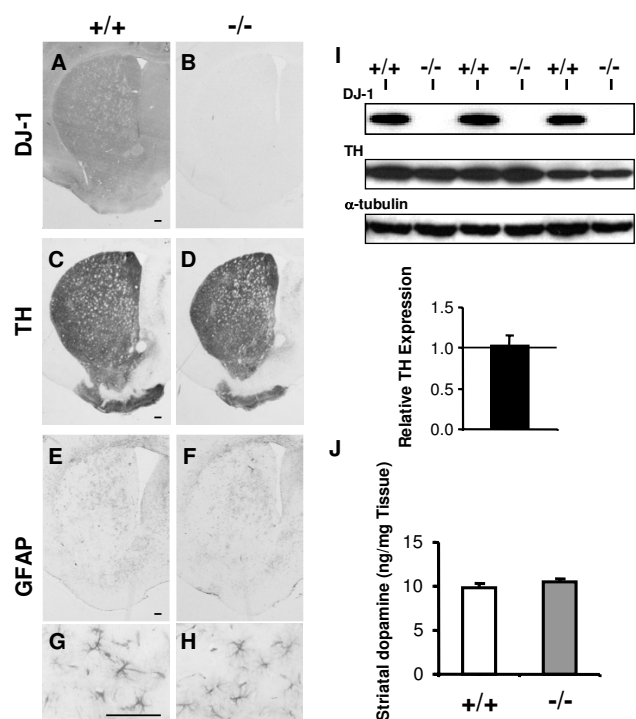 +/+ -/-
A B
DJ-1
C D
TH
E F
GFAP
G H
I
+/+ -/- +/+ -/- +/+ -/-
DJ-1
TH
α-tubulin
Relative TH Expression
1.5
1.0
0.5
0.0
J
Striatal dopamine (ng/mg Tissue)
15
10
5
0
+/+ -/-